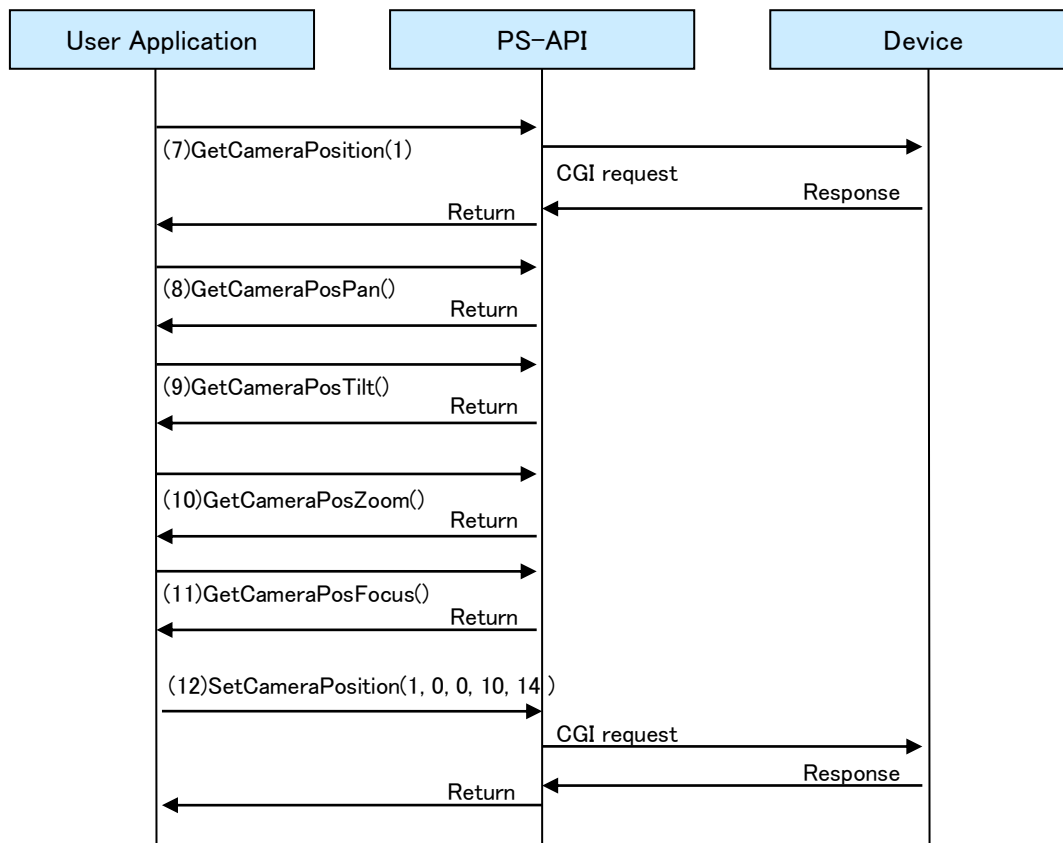 User Application
PS-API
Device
(7)GetCameraPosition(1)
CGI request
Response
Return
(8)GetCameraPosPan()
Return
(9)GetCameraPosTilt()
Return
(10)GetCameraPosZoom()
Return
(11)GetCameraPosFocus()
Return
(12)SetCameraPosition(1, 0, 0, 10, 14 )
CGI request
Response
Return